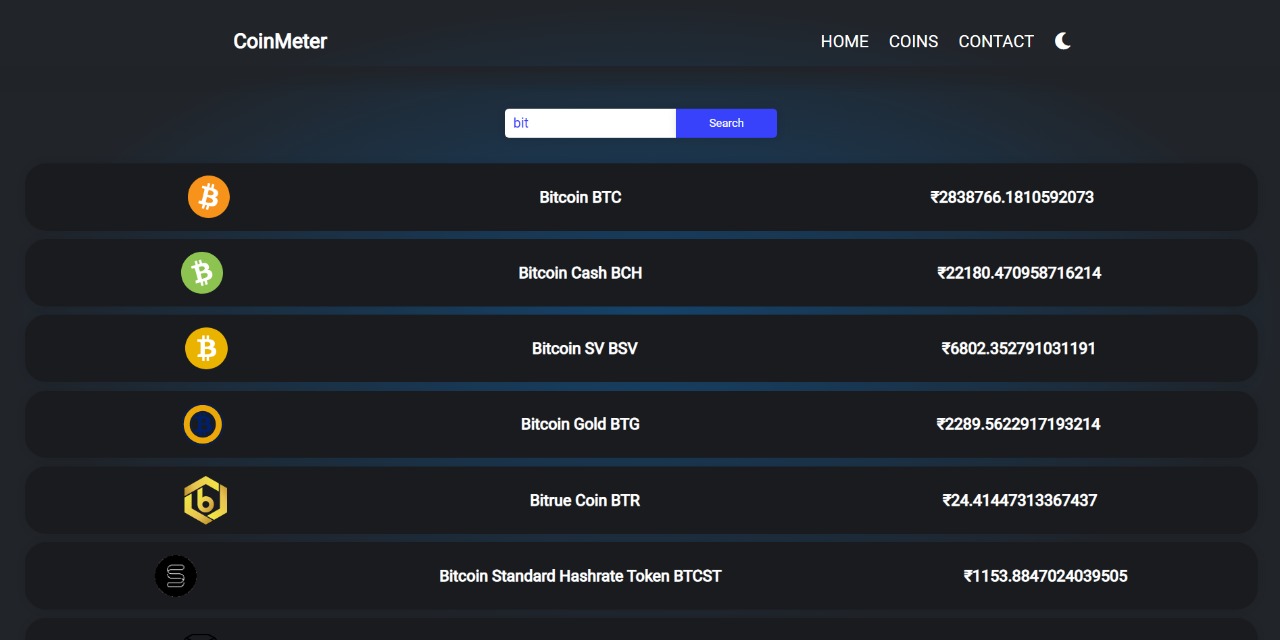 CoinMeter HOME COINS CONTACT
bit Search
Bitcoin BTC ₹2838766.1810592073
Bitcoin Cash BCH ₹22180.470958716214
Bitcoin SV BSV ₹6802.352791031191
Bitcoin Gold BTG ₹2289.5622917193214
Bitrue Coin BTR ₹24.41447313367437
Bitcoin Standard Hashrate Token BTCST ₹1153.8847024039505